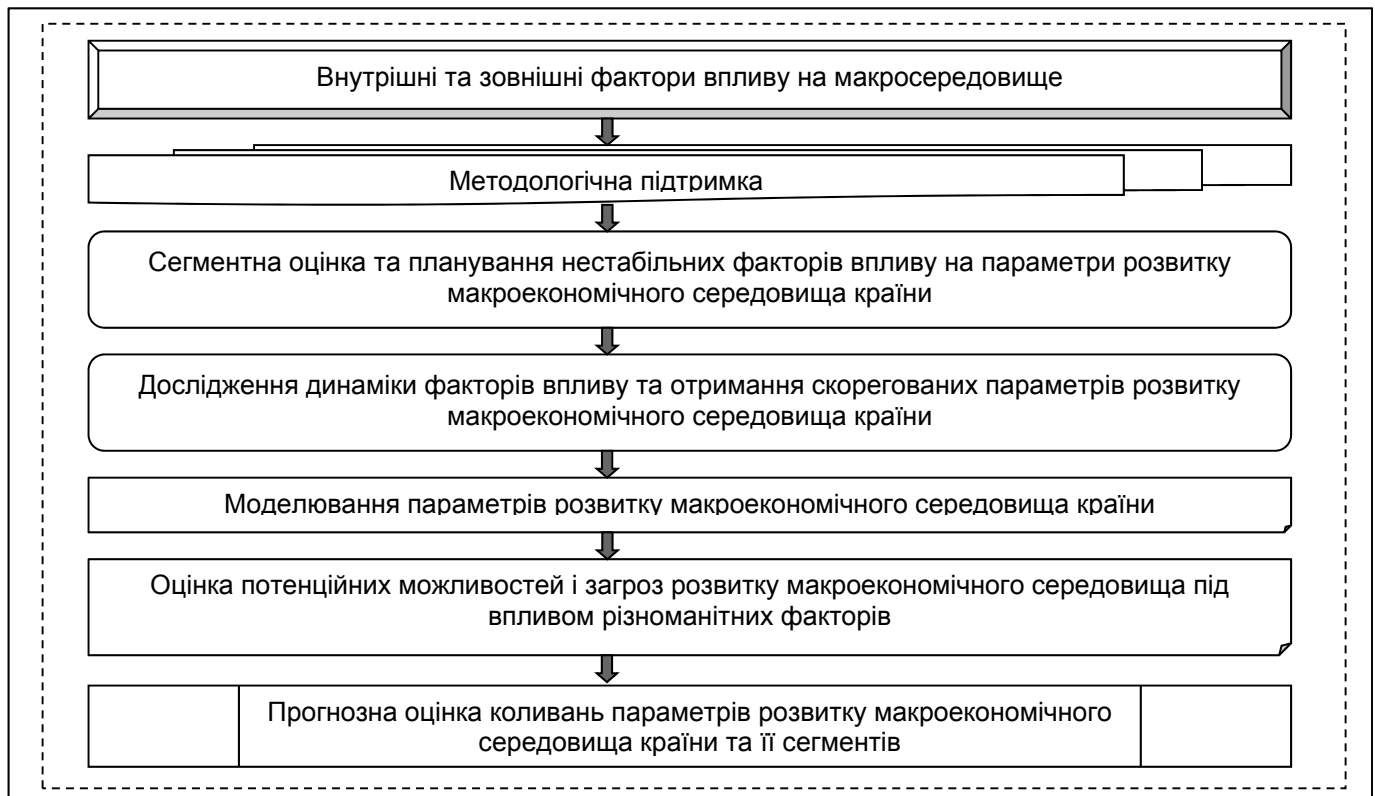 Внутрішні та зовнішні фактори впливу на макросередовище
Методологічна підтримка
Сегментна оцінка та планування нестабільних факторів впливу на параметри розвитку
макроекономічного середовища країни
Дослідження динаміки факторів впливу та отримання скорегованих параметрів розвитку
макроекономічного середовища країни
Моделювання параметрів розвитку макроекономічного середовища країни
Оцінка потенційних можливостей і загроз розвитку макроекономічного середовища під
впливом різноманітних факторів
Прогнозна оцінка коливань параметрів розвитку макроекономічного
середовища країни та її сегментів